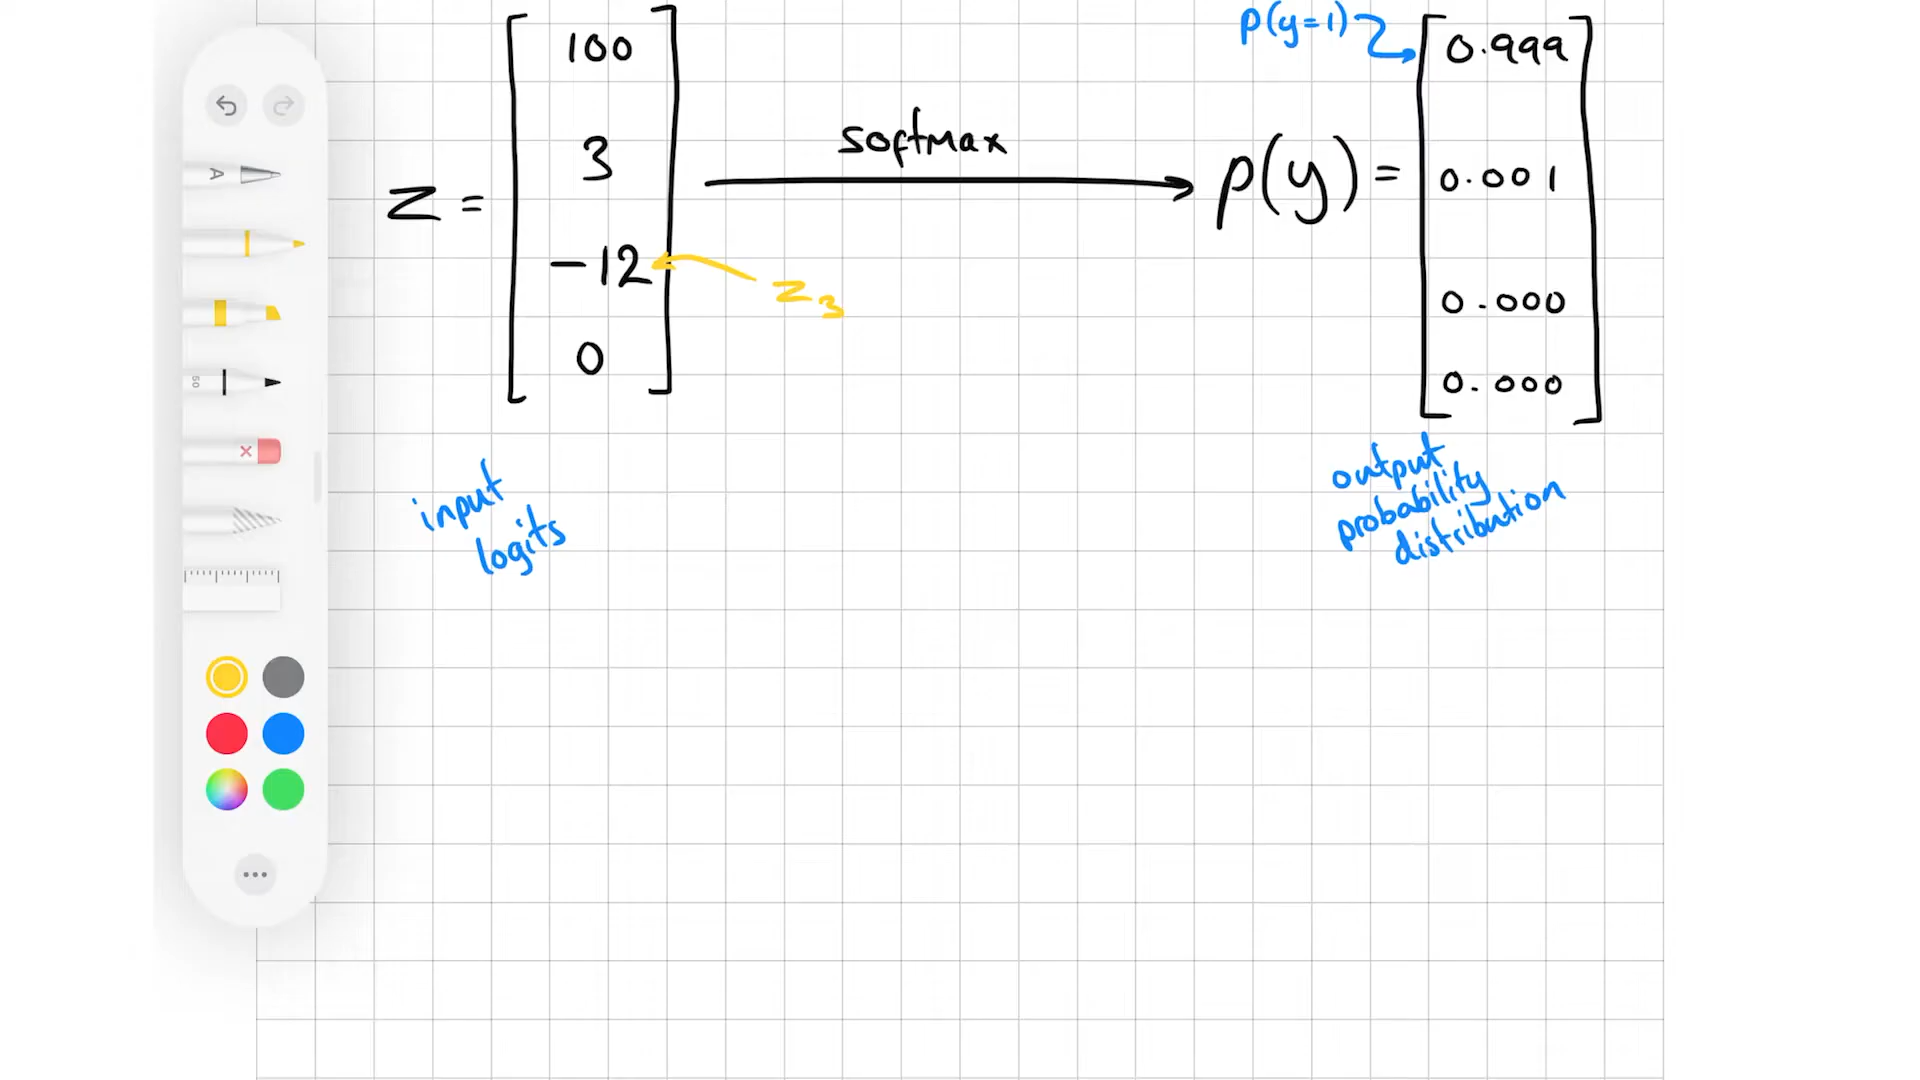 100
3
z =
-12
z3
0
softmax
p(y=1)
0.999
p(y) =
0.001
0.000
0.000
input
logits
output
probability
distribution
A
50